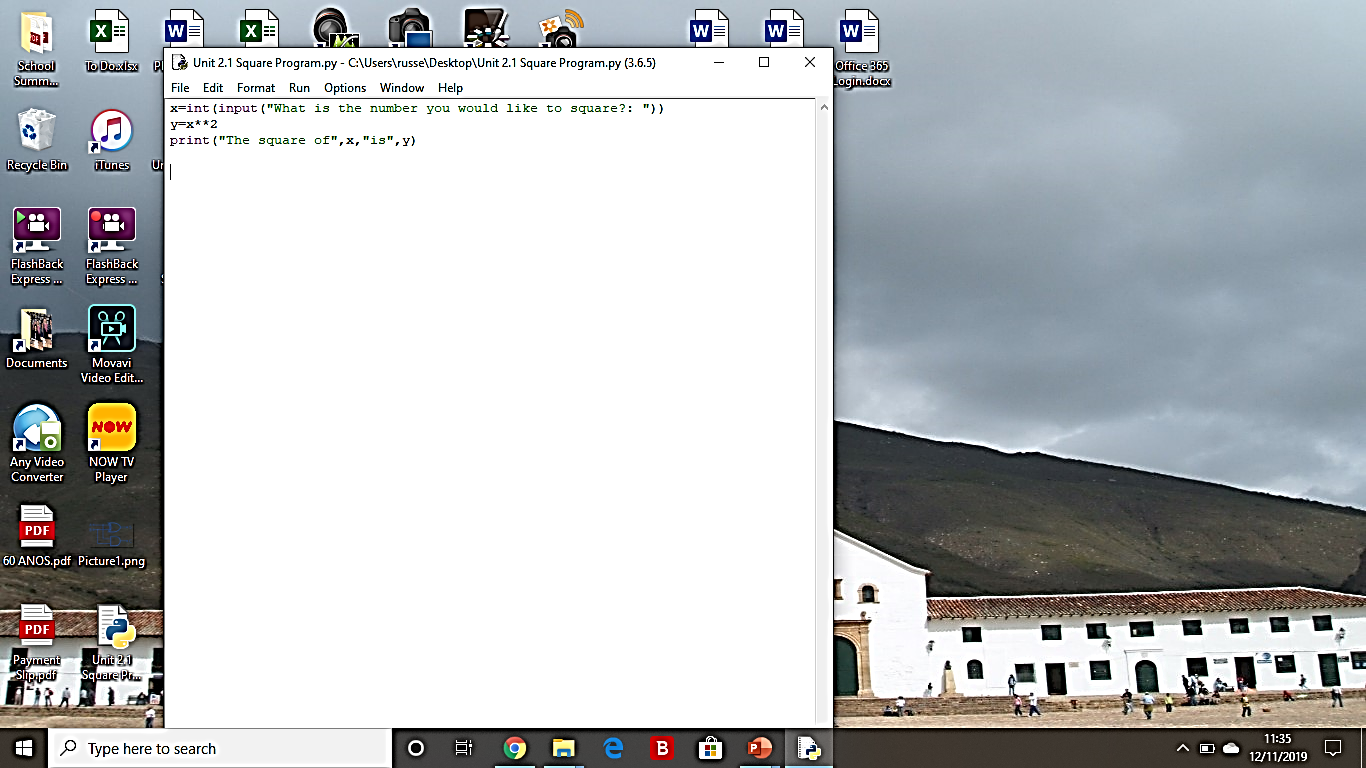 School
Summ...
To Do.xlsx
Office 365
Login.docx
Unit 2.1 Square Program.py - C:\Users\russe\Desktop\Unit 2.1 Square Program.py (3.6.5)
File Edit Format Run Options Window Help
x=int(input("What is the number you would like to square?: "))
y=x**2
print("The square of",x,"is",y)
Recycle Bin
iTunes
FlashBack
Express ...
FlashBack
Express ...
Documents
Movavi
Video Edit...
Any Video
Converter
NOW
NOW TV
Player
PDF
60 ANOS.pdf
Picture1.png
PDF
Payment
Slip.pdf
Unit 2.1
Square Pr...
Type here to search
11:35
12/11/2019